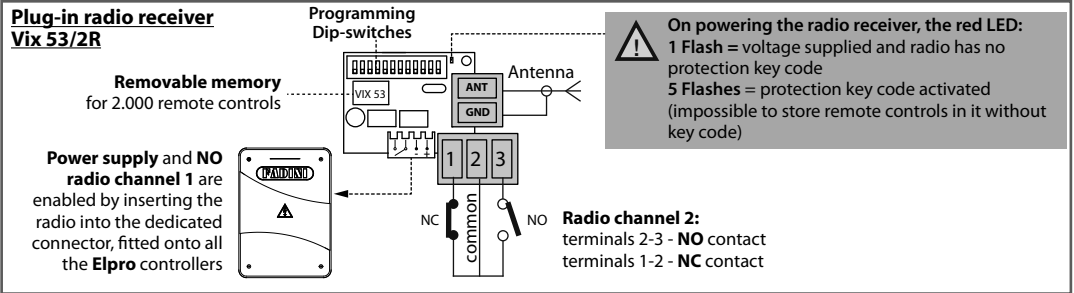 Plug-in radio receiver
Vix 53/2R
Programming
Dip-switches
Removable memory
for 2.000 remote controls
VIX 53
ANT
GND
Antenna
On powering the radio receiver, the red LED:
1 Flash = voltage supplied and radio has no
protection key code
5 Flashes = protection key code activated
(impossible to store remote controls in it without
key code)
Power supply and NO
radio channel 1 are
enabled by inserting the
radio into the dedicated
connector, fitted onto all
the Elpro controllers
FADINI
1 2 3
NC
common
NO
Radio channel 2:
terminals 2-3 - NO contact
terminals 1-2 - NC contact